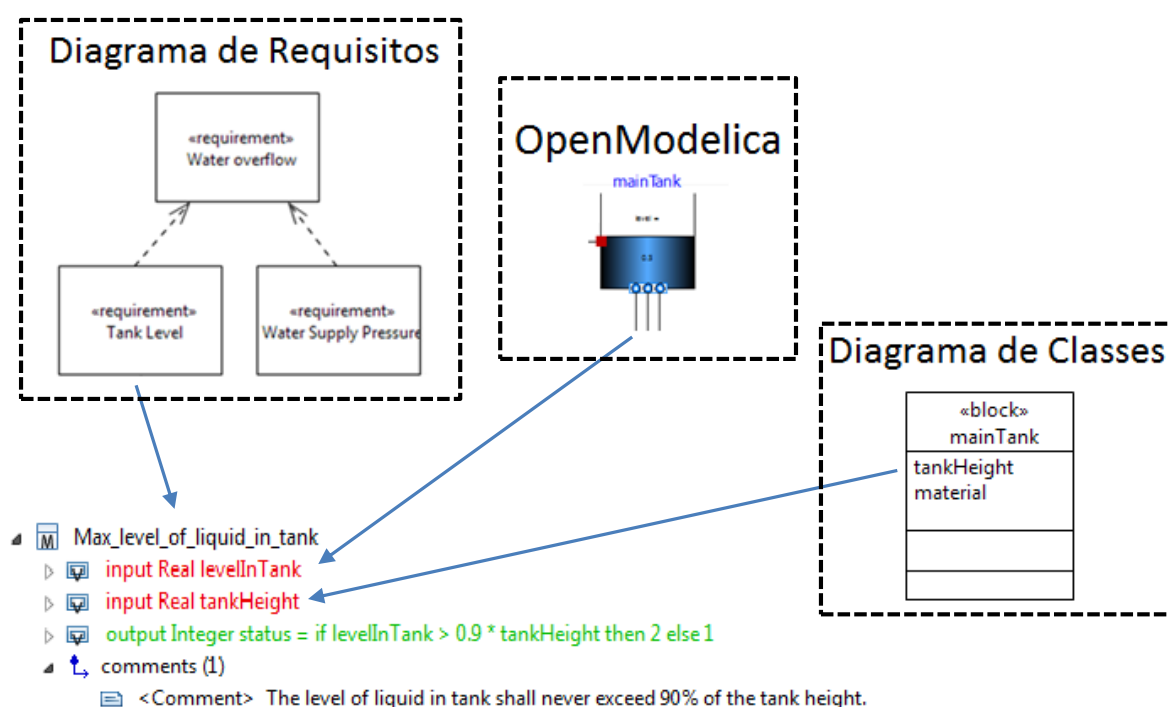 Diagrama de Requisitos
«requirement»
Water overflow
«requirement»
Tank Level
«requirement»
Water Supply Pressure
OpenModelica
mainTank
0.3
Diagrama de Classes
«block»
mainTank
tankHeight
material
M Max_level_of_liquid_in_tank
input Real levelInTank
input Real tankHeight
output Integer status = if levelInTank > 0.9 * tankHeight then 2 else 1
comments (1)
<Comment> The level of liquid in tank shall never exceed 90% of the tank height.